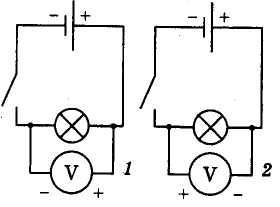 − + − +
V 1 V 2
− + + −